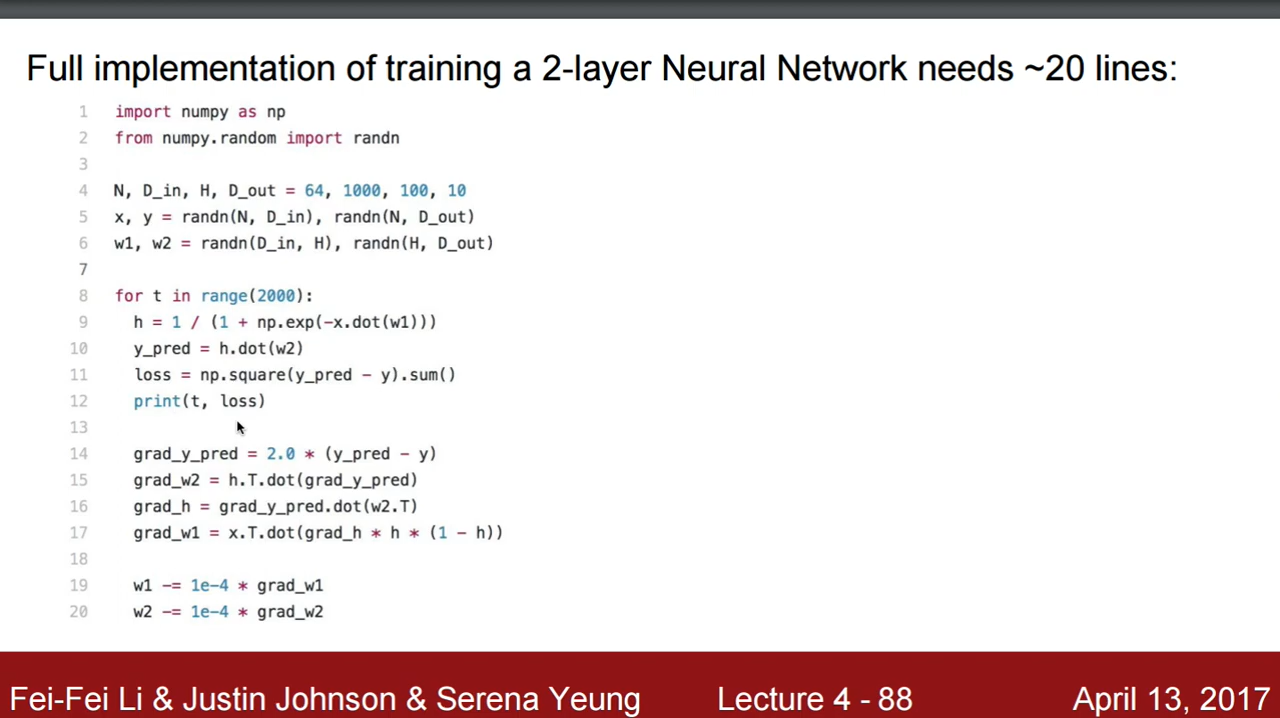 Full implementation of training a 2-layer Neural Network needs ~20 lines:
1 import numpy as np
2 from numpy.random import randn
3
4 N, D_in, H, D_out = 64, 1000, 100, 10
5 x, y = randn(N, D_in), randn(N, D_out)
6 w1, w2 = randn(D_in, H), randn(H, D_out)
7
8 for t in range(2000):
9   h = 1 / (1 + np.exp(-x.dot(w1)))
10   y_pred = h.dot(w2)
11   loss = np.square(y_pred - y).sum()
12   print(t, loss)
13
14   grad_y_pred = 2.0 * (y_pred - y)
15   grad_w2 = h.T.dot(grad_y_pred)
16   grad_h = grad_y_pred.dot(w2.T)
17   grad_w1 = x.T.dot(grad_h * h * (1 - h))
18
19   w1 -= 1e-4 * grad_w1
20   w2 -= 1e-4 * grad_w2
Fei-Fei Li & Justin Johnson & Serena Yeung Lecture 4 - 88 April 13, 2017